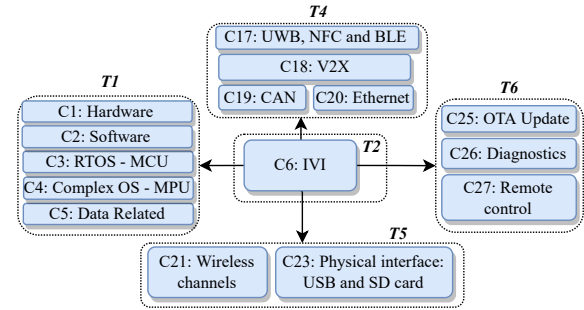 T4
C17: UWB, NFC and BLE
C18: V2X
C19: CAN
C20: Ethernet
T1
C1: Hardware
C2: Software
C3: RTOS - MCU
C4: Complex OS - MPU
C5: Data Related
T2
C6: IVI
T6
C25: OTA Update
C26: Diagnostics
C27: Remote
control
T5
C21: Wireless
channels
C23: Physical interface:
USB and SD card